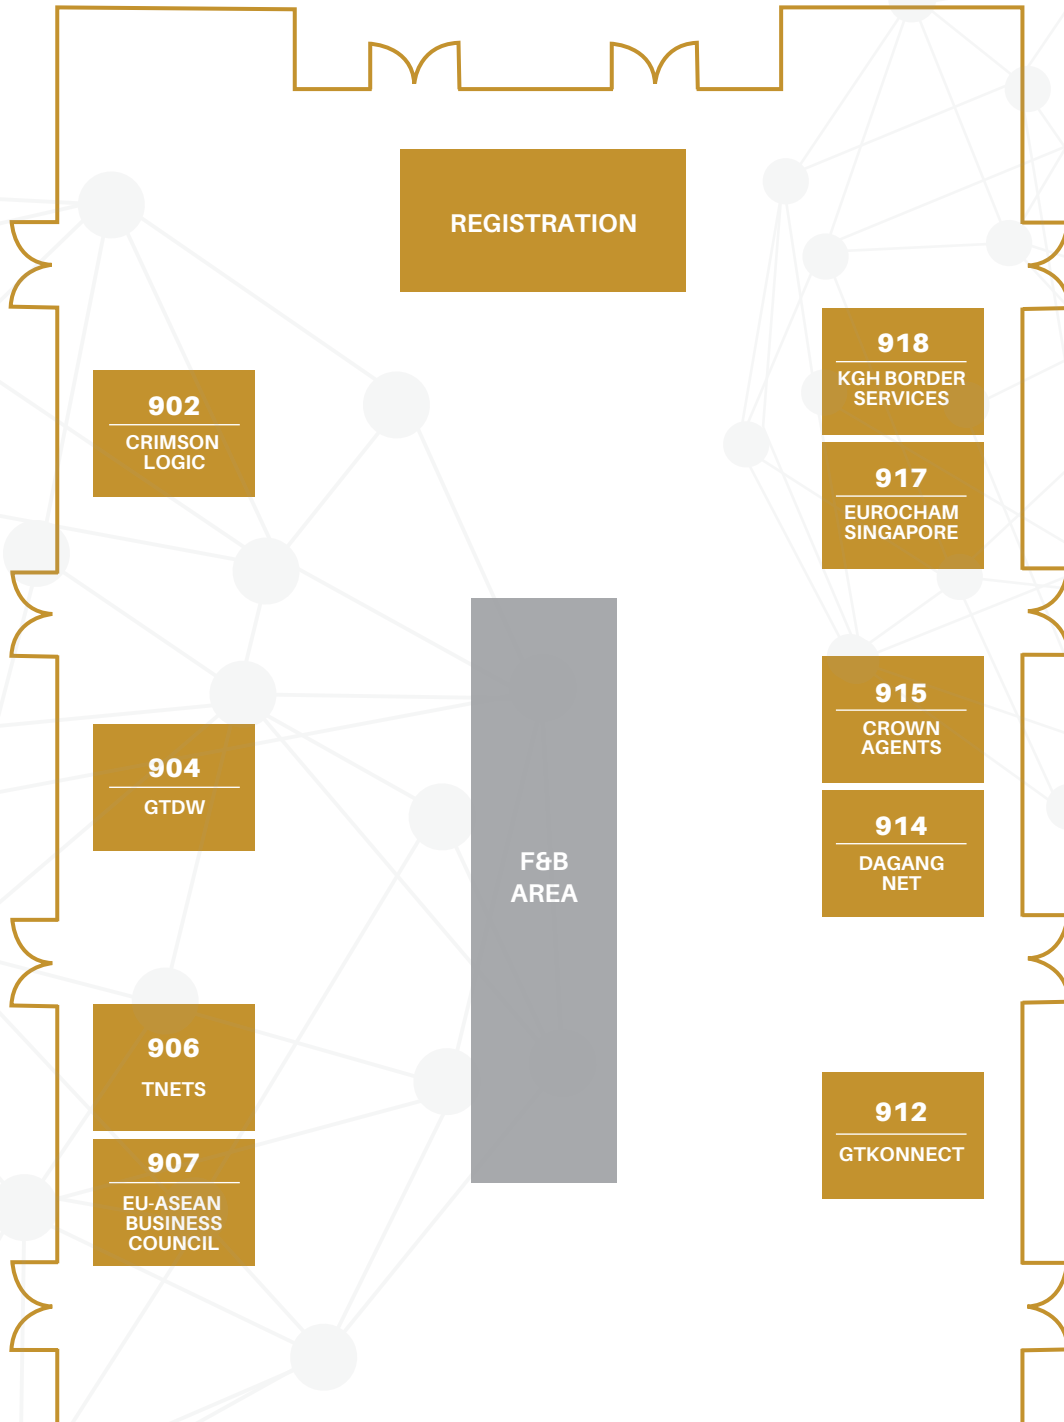 REGISTRATION
902
CRIMSON
LOGIC
904
GTDW
906
TNETS
907
EU-ASEAN
BUSINESS
COUNCIL
F&B
AREA
918
KGH BORDER
SERVICES
917
EUROCHAM
SINGAPORE
915
CROWN
AGENTS
914
DAGANG
NET
912
GTKONNECT